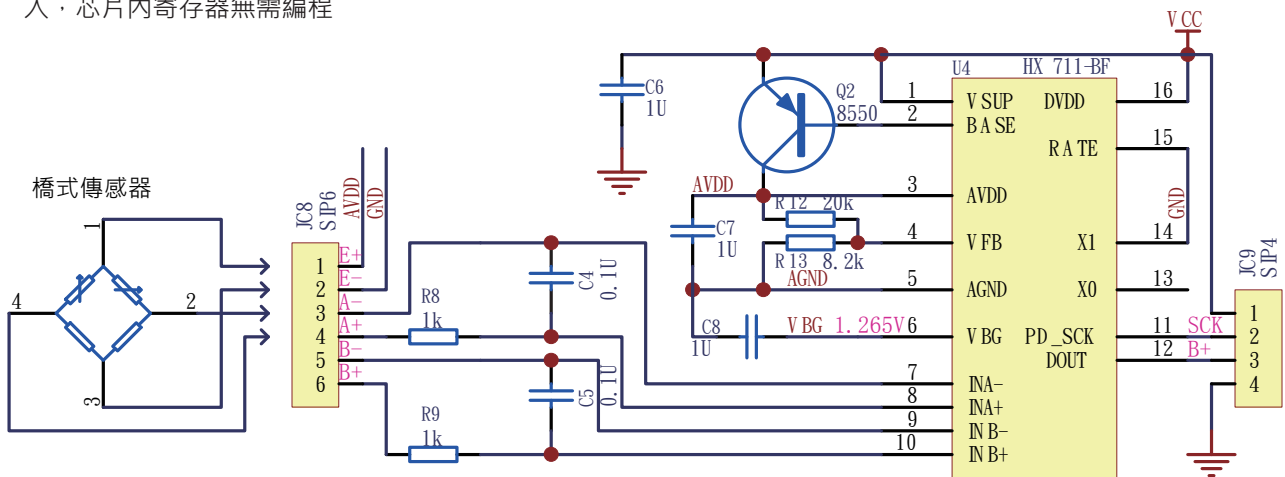 入，芯片內寄存器無需編程
VCC
U4
HX 711-BF
C6
1U
Q2
8550
1
VSUP
DVDD
16
2
BASE
RATE
15
橋式傳感器
JC8
SIP6
AVDD
GND
AVDD
3
AVDD
R12 20k
C7
1U
4
VFB
X1
14
GND
R13 8.2k
AGND
5
AGND
X0
13
JC9
SIP4
1
2
3
4
1
2
3
4
5
6
E+
E-
A-
A+
B-
B+
R8
1k
C4
0.1U
C8
1U
VBG 1.265V
6
VBG
PD_SCK
11
SCK
DOUT
12
B+
1
2
3
4
C5
0.1U
7
INA-
8
INA+
9
INB-
10
INB+
R9
1k